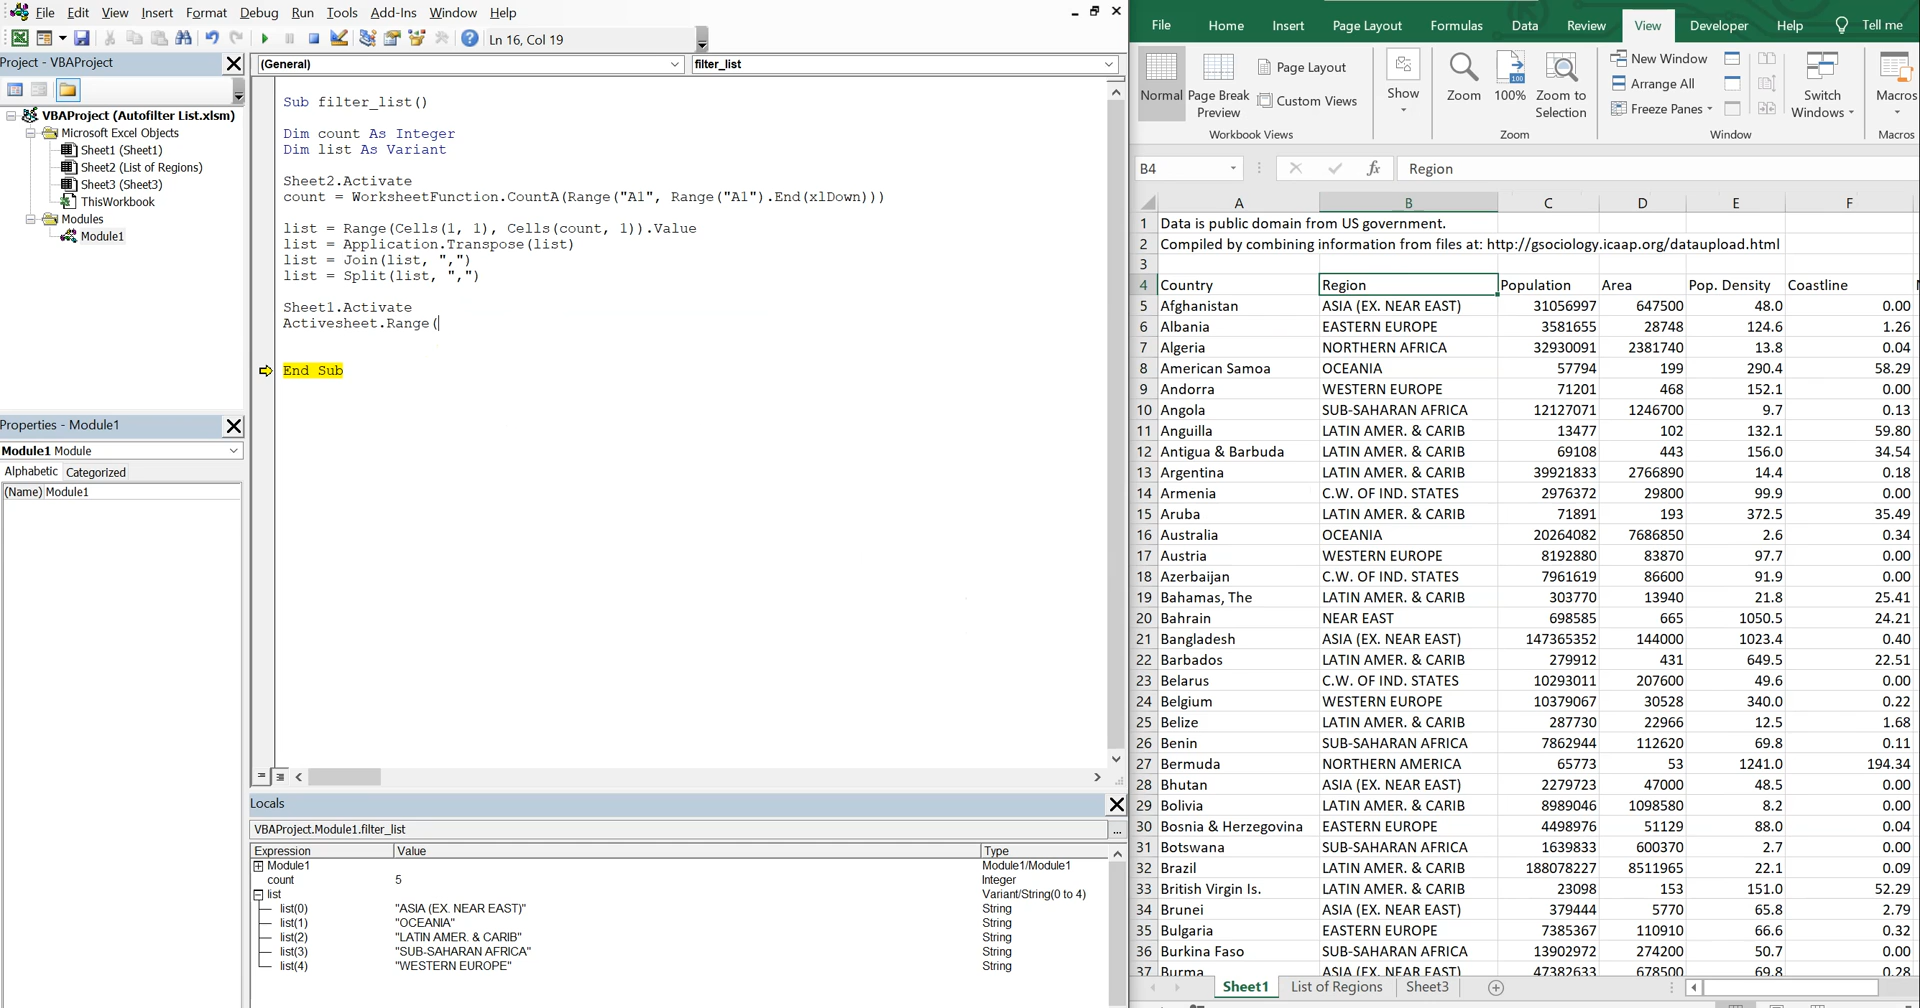 File Edit View Insert Format Debug Run Tools Add-Ins Window Help
Ln 16, Col 19
Project - VBAProject
VBAProject (Autofilter List.xlsm)
Microsoft Excel Objects
Sheet1 (Sheet1)
Sheet2 (List of Regions)
Sheet3 (Sheet3)
ThisWorkbook
Modules
Module1
Properties - Module1
Module1 Module
Alphabetic Categorized
(Name) Module1
(General) filter_list
Sub filter_list()
Dim count As Integer
Dim list As Variant
Sheet2.Activate
count = WorksheetFunction.CountA(Range("A1", Range("A1").End(xlDown)))
list = Range(Cells(1, 1), Cells(count, 1)).Value
list = Application.Transpose(list)
list = Join(list, ",")
list = Split(list, ",")
Sheet1.Activate
Activesheet.Range(
End Sub
Locals
VBAProject.Module1.filter_list
...
Expression Value Type
Module1 Module1/Module1
count 5 Integer
list Variant/String(0 to 4)
list(0) "ASIA (EX. NEAR EAST)" String
list(1) "OCEANIA" String
list(2) "LATIN AMER. & CARIB" String
list(3) "SUB-SAHARAN AFRICA" String
list(4) "WESTERN EUROPE" String
File Home Insert Page Layout Formulas Data Review View Developer Help Tell me
Normal
Page Break Preview
Page Layout
Custom Views
Workbook Views
Show
Zoom
100
100%
Zoom to Selection
Zoom
New Window
Arrange All
Freeze Panes
Switch Windows
Window
Macros
Macros
B4 fx Region
A B C D E F
1 Data is public domain from US government.
2 Compiled by combining information from files at: http://gsociology.icaap.org/dataupload.html
3
4 Country Region Population Area Pop. Density Coastline
5 Afghanistan ASIA (EX. NEAR EAST) 31056997 647500 48.0 0.00
6 Albania EASTERN EUROPE 3581655 28748 124.6 1.26
7 Algeria NORTHERN AFRICA 32930091 2381740 13.8 0.04
8 American Samoa OCEANIA 57794 199 290.4 58.29
9 Andorra WESTERN EUROPE 71201 468 152.1 0.00
10 Angola SUB-SAHARAN AFRICA 12127071 1246700 9.7 0.13
11 Anguilla LATIN AMER. & CARIB 13477 102 132.1 59.80
12 Antigua & Barbuda LATIN AMER. & CARIB 69108 443 156.0 34.54
13 Argentina LATIN AMER. & CARIB 39921833 2766890 14.4 0.18
14 Armenia C.W. OF IND. STATES 2976372 29800 99.9 0.00
15 Aruba LATIN AMER. & CARIB 71891 193 372.5 35.49
16 Australia OCEANIA 20264082 7686850 2.6 0.34
17 Austria WESTERN EUROPE 8192880 83870 97.7 0.00
18 Azerbaijan C.W. OF IND. STATES 7961619 86600 91.9 0.00
19 Bahamas, The LATIN AMER. & CARIB 303770 13940 21.8 25.41
20 Bahrain NEAR EAST 698585 665 1050.5 24.21
21 Bangladesh ASIA (EX. NEAR EAST) 147365352 144000 1023.4 0.40
22 Barbados LATIN AMER. & CARIB 279912 431 649.5 22.51
23 Belarus C.W. OF IND. STATES 10293011 207600 49.6 0.00
24 Belgium WESTERN EUROPE 10379067 30528 340.0 0.22
25 Belize LATIN AMER. & CARIB 287730 22966 12.5 1.68
26 Benin SUB-SAHARAN AFRICA 7862944 112620 69.8 0.11
27 Bermuda NORTHERN AMERICA 65773 53 1241.0 194.34
28 Bhutan ASIA (EX. NEAR EAST) 2279723 47000 48.5 0.00
29 Bolivia LATIN AMER. & CARIB 8989046 1098580 8.2 0.00
30 Bosnia & Herzegovina EASTERN EUROPE 4498976 51129 88.0 0.04
31 Botswana SUB-SAHARAN AFRICA 1639833 600370 2.7 0.00
32 Brazil LATIN AMER. & CARIB 188078227 8511965 22.1 0.09
33 British Virgin Is. LATIN AMER. & CARIB 23098 153 151.0 52.29
34 Brunei ASIA (EX. NEAR EAST) 379444 5770 65.8 2.79
35 Bulgaria EASTERN EUROPE 7385367 110910 66.6 0.32
36 Burkina Faso SUB-SAHARAN AFRICA 13902972 274200 50.7 0.00
37 Burma ASIA (EX. NEAR EAST) 47382633 678500 69.8 0.28
Sheet1 List of Regions Sheet3